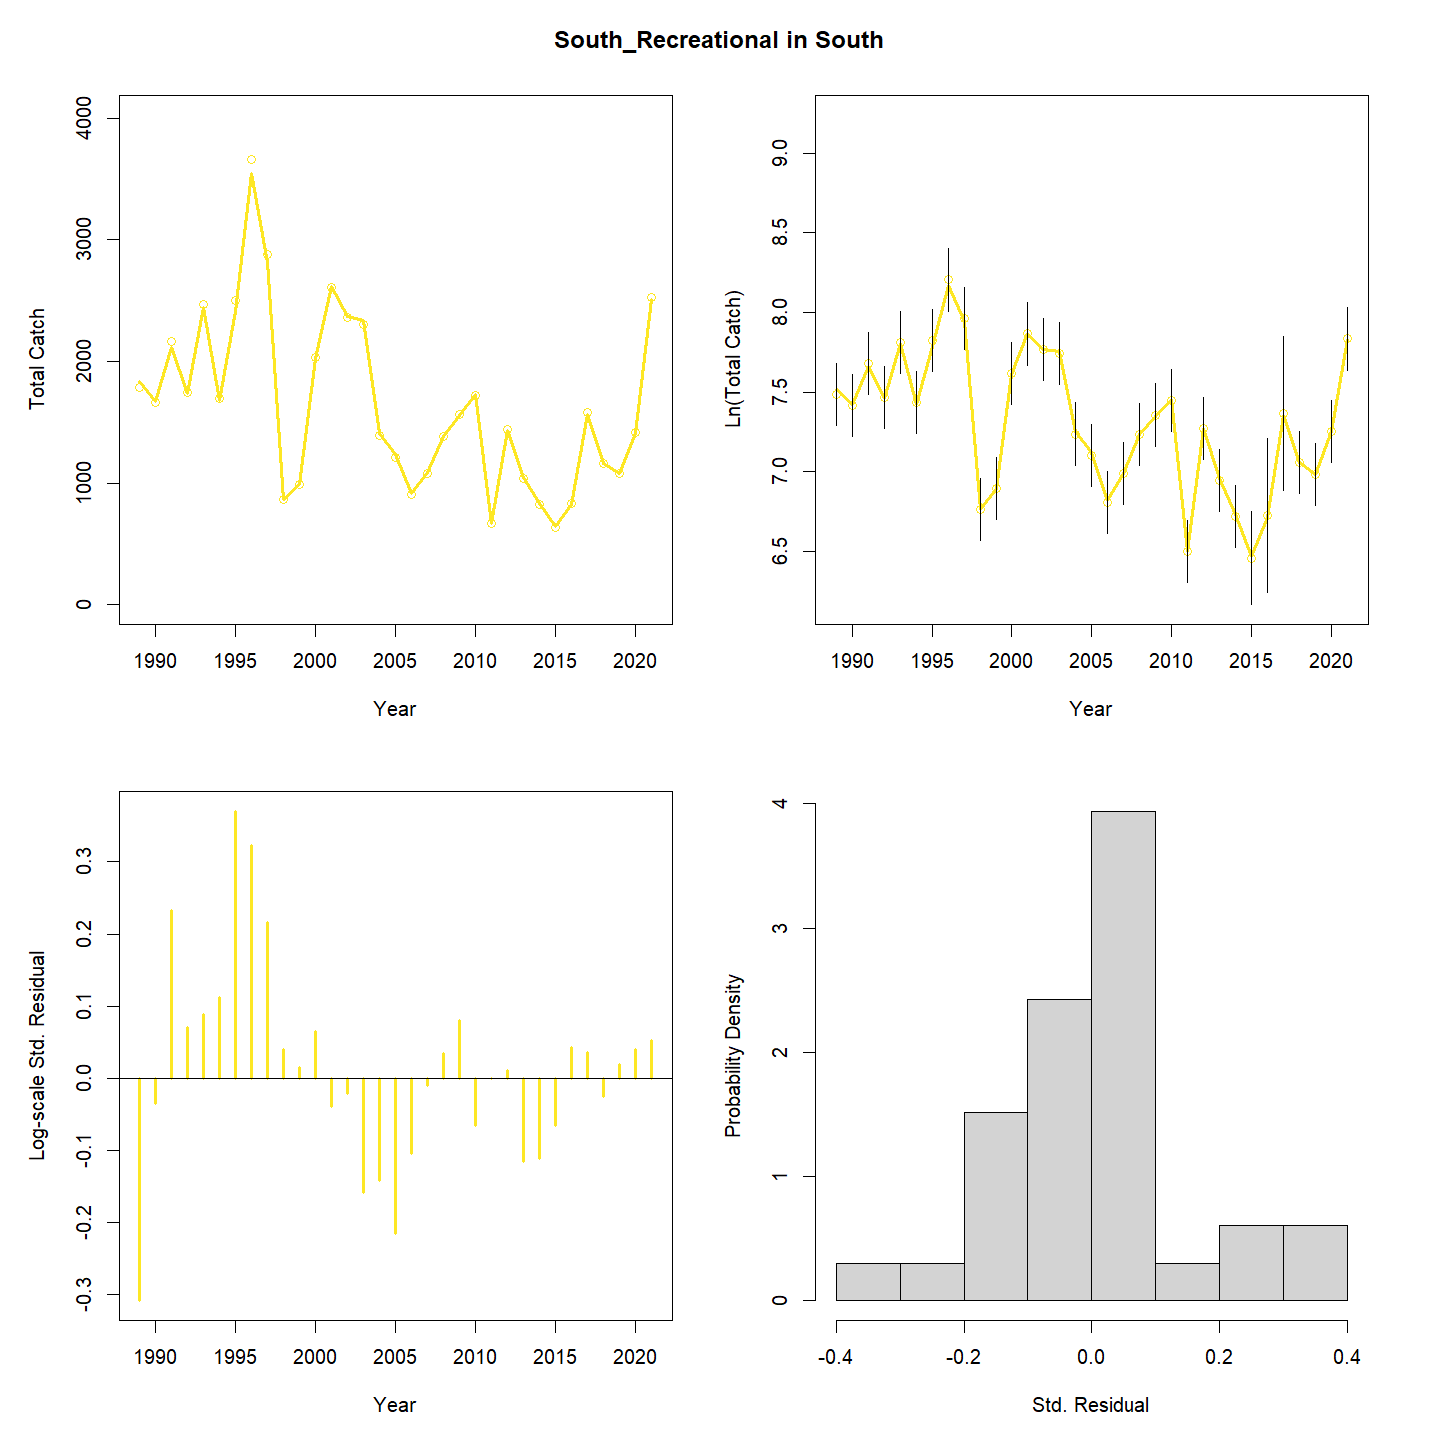 South_Recreational in South
Total Catch
4000
3000
2000
1000
0
1990 1995 2000 2005 2010 2015 2020
Year
Ln(Total Catch)
9.0
8.5
8.0
7.5
7.0
6.5
1990 1995 2000 2005 2010 2015 2020
Year
Log-scale Std. Residual
0.3
0.2
0.1
0.0
-0.1
-0.2
-0.3
1990 1995 2000 2005 2010 2015 2020
Year
Probability Density
4
3
2
1
0
-0.4 -0.2 0.0 0.2 0.4
Std. Residual